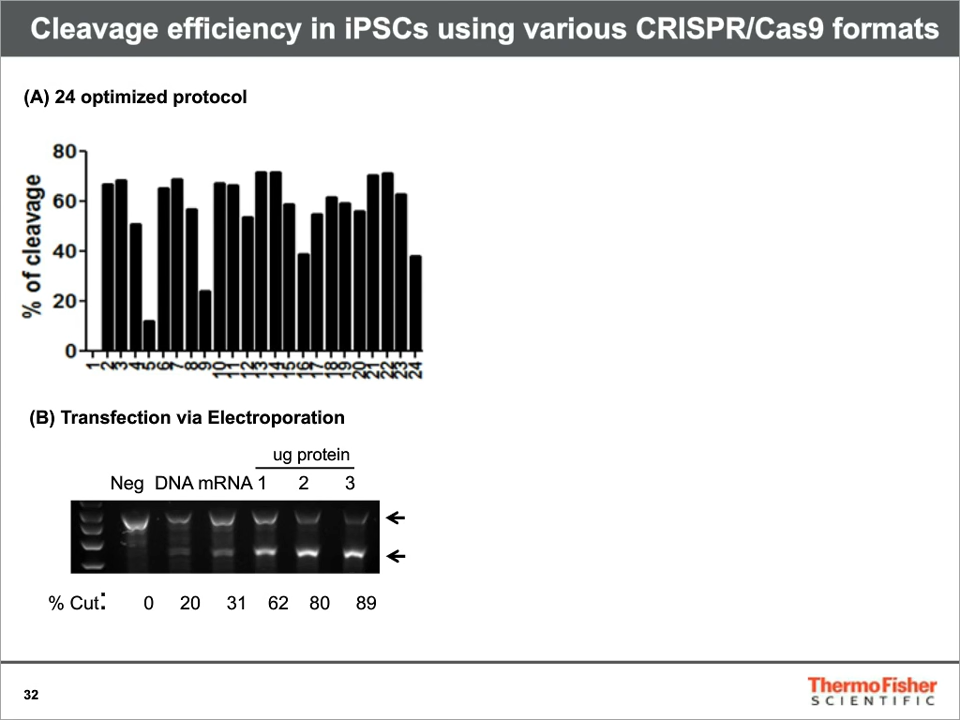 Cleavage efficiency in iPSCs using various CRISPR/Cas9 formats
(A) 24 optimized protocol
% of cleavage
80
60
40
20
0
1 2 3 4 5 6 7 8 9 10 11 12 13 14 15 16 17 18 19 20 21 22 23 24
(B) Transfection via Electroporation
ug protein
Neg DNA mRNA 1 2 3
% Cut: 0 20 31 62 80 89
32
ThermoFisher
SCIENTIFIC